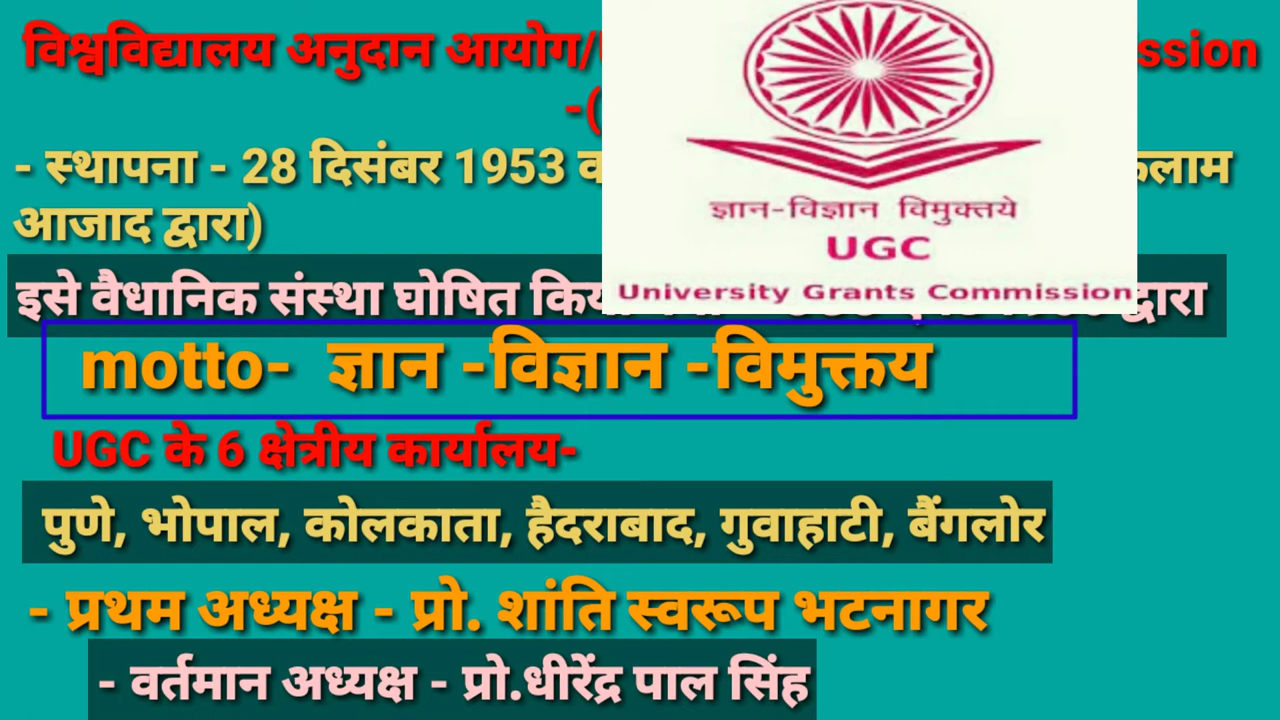 विश्वविद्यालय अनुदान आयोग/
ssion
-(
- स्थापना - 28 दिसंबर 1953
आजाद द्वारा)
इसे वैधानिक संस्था घोषित
द्वारा
ज्ञान-विज्ञान विमुक्तये
UGC
University Grants Commission
motto- ज्ञान -विज्ञान -विमुक्तय
UGC के 6 क्षेत्रीय कार्यालय-
पुणे, भोपाल, कोलकाता, हैदराबाद, गुवाहाटी, बैंगलोर
- प्रथम अध्यक्ष - प्रो. शांति स्वरूप भटनागर
- वर्तमान अध्यक्ष - प्रो.धीरेंद्र पाल सिंह